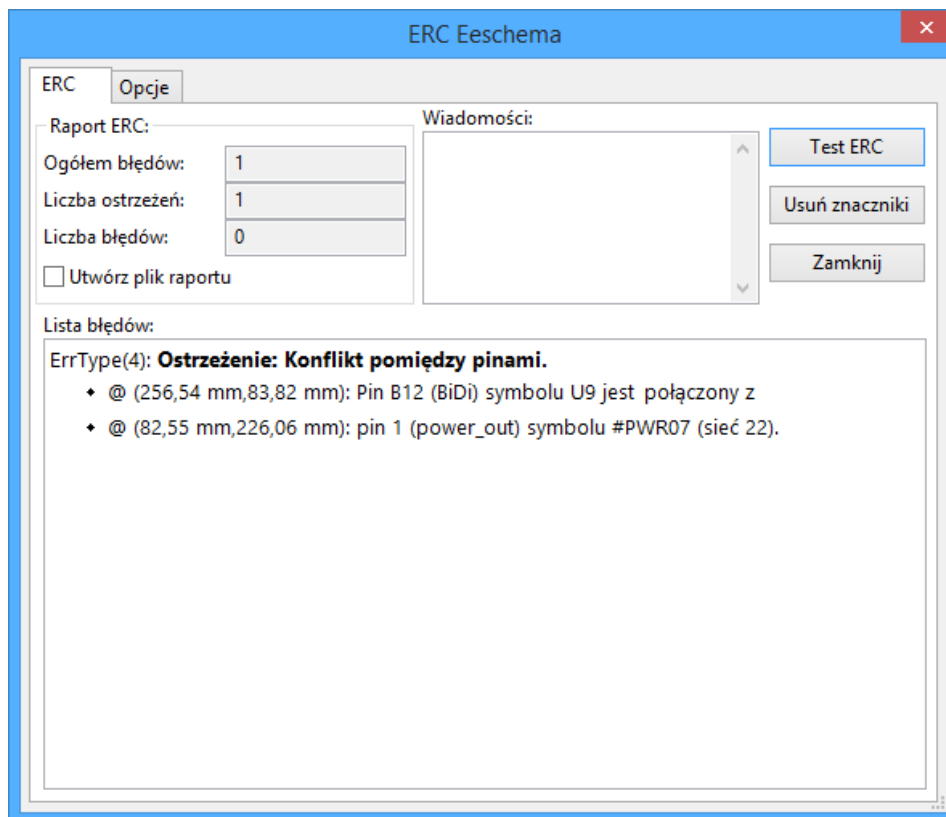 ERC Eeschema
ERC Opcje
Raport ERC:
Ogółem błędów: 1
Liczba ostrzeżeń: 1
Liczba błędów: 0
Utwórz plik raportu
Wiadomości:
Test ERC
Usuń znaczniki
Zamknij
Lista błędów:
ErrType(4): Ostrzeżenie: Konflikt pomiędzy pinami.
@ (256,54 mm,83,82 mm): Pin B12 (BiDi) symbolu U9 jest połączony z
@ (82,55 mm,226,06 mm): pin 1 (power_out) symbolu #PWR07 (sieć 22).